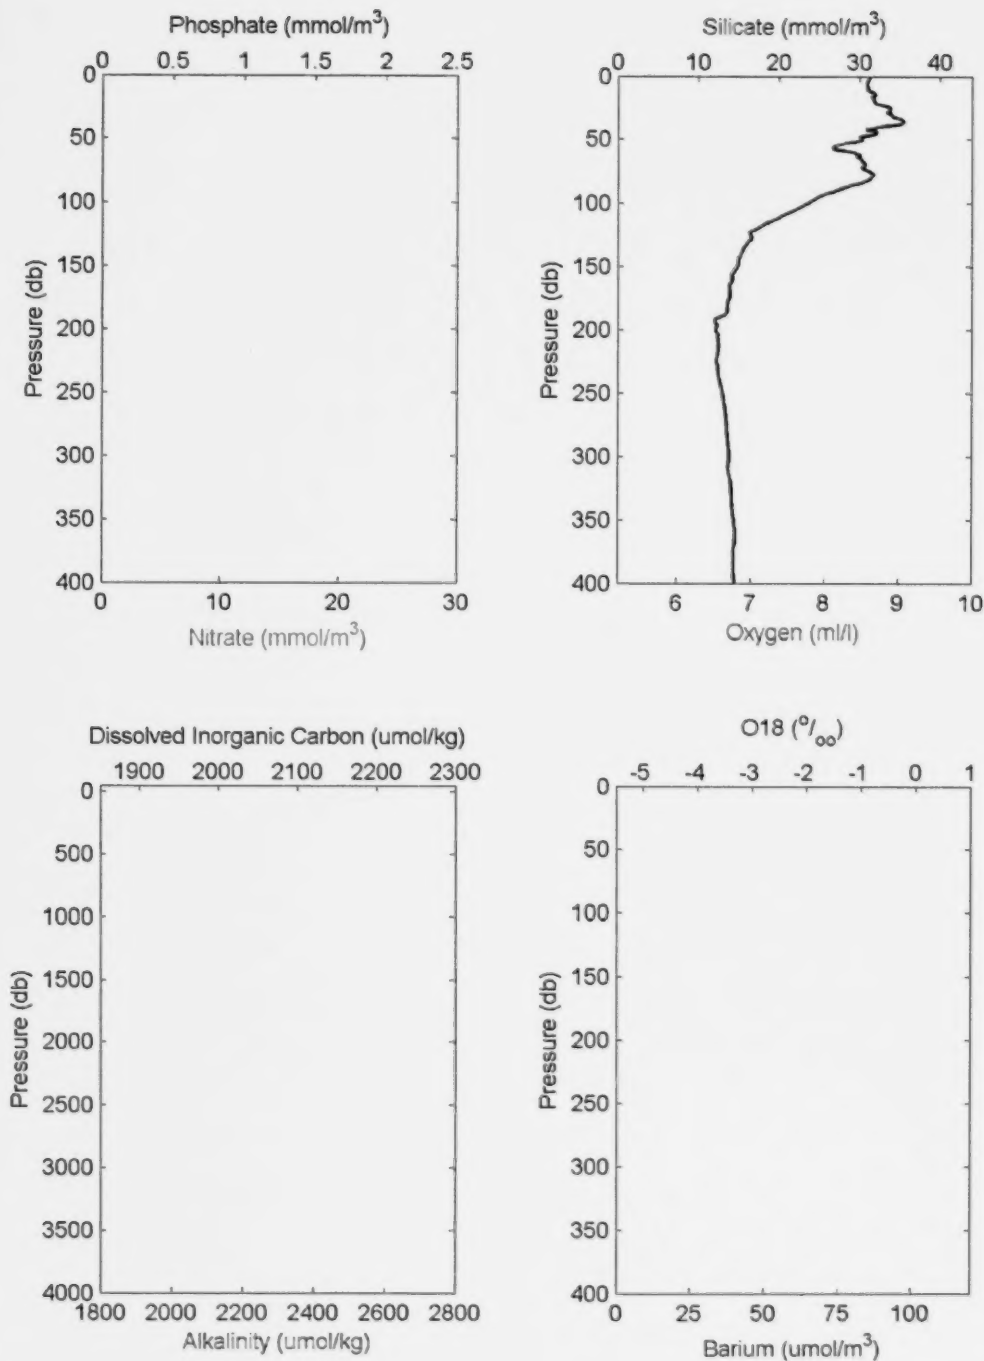 Phosphate (mmol/m³)
0 0.5 1 1.5 2 2.5
0
50
100
150
200
250
300
350
400
Pressure (db)
0 10 20 30
Nitrate (mmol/m³)
Silicate (mmol/m³)
0 10 20 30 40
0
50
100
150
200
250
300
350
400
Pressure (db)
6 7 8 9 10
Oxygen (ml/l)
Dissolved Inorganic Carbon (umol/kg)
1900 2000 2100 2200 2300
0
500
1000
1500
2000
2500
3000
3500
4000
Pressure (db)
1800 2000 2200 2400 2600 2800
Alkalinity (umol/kg)
O18 (º/ₒₒ)
-5 -4 -3 -2 -1 0 1
0
50
100
150
200
250
300
350
400
Pressure (db)
0 25 50 75 100
Barium (umol/m³)